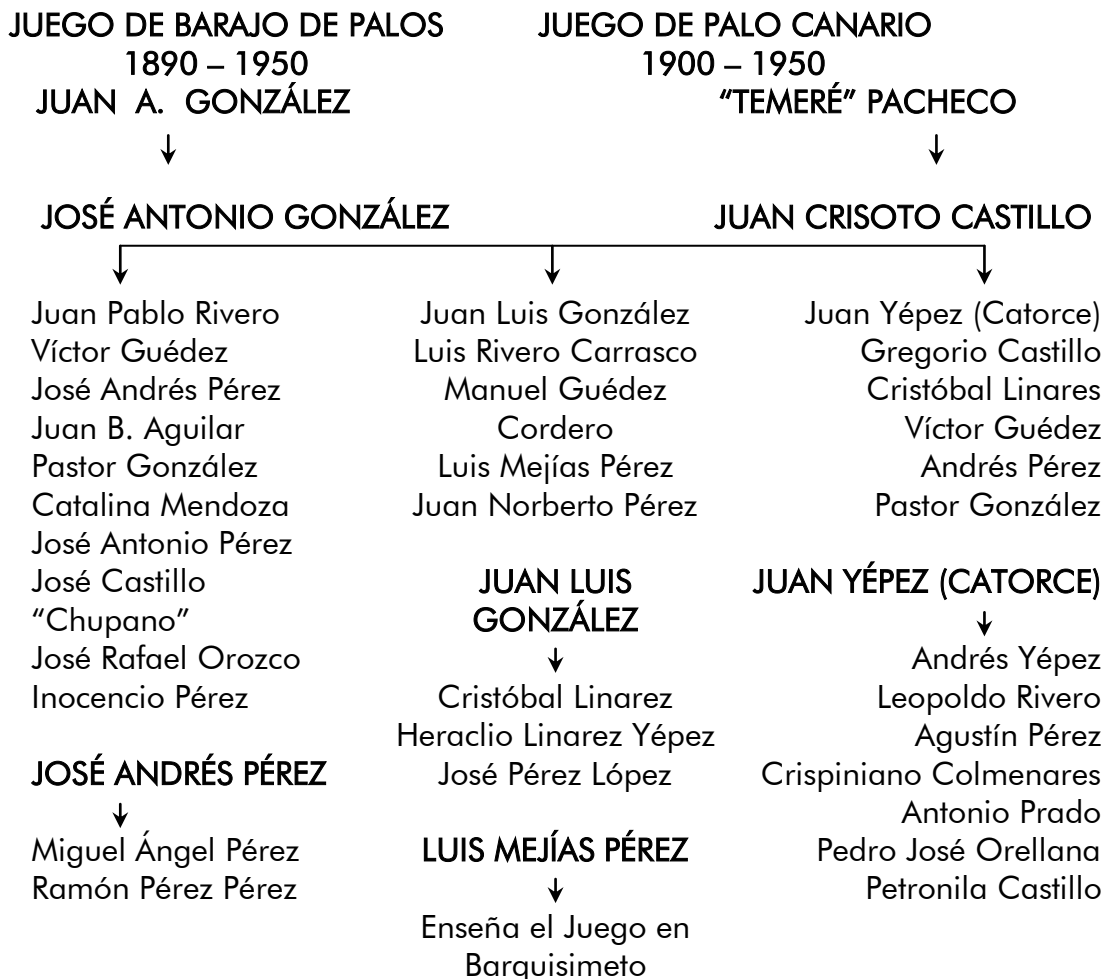 JUEGO DE BARAJO DE PALOS
1890 – 1950
JUAN A. GONZÁLEZ
JUEGO DE PALO CANARIO
1900 – 1950
“TEMERÉ” PACHECO
JOSÉ ANTONIO GONZÁLEZ
JUAN CRISOTO CASTILLO
Juan Pablo Rivero
Víctor Guédez
José Andrés Pérez
Juan B. Aguilar
Pastor González
Catalina Mendoza
José Antonio Pérez
José Castillo
“Chupano”
José Rafael Orozco
Inocencio Pérez
JOSÉ ANDRÉS PÉREZ
Miguel Ángel Pérez
Ramón Pérez Pérez
Juan Luis González
Luis Rivero Carrasco
Manuel Guédez
Cordero
Luis Mejías Pérez
Juan Norberto Pérez
JUAN LUIS
GONZÁLEZ
Cristóbal Linarez
Heraclio Linarez Yépez
José Pérez López
LUIS MEJÍAS PÉREZ
Enseña el Juego en
Barquisimeto
Juan Yépez (Catorce)
Gregorio Castillo
Cristóbal Linares
Víctor Guédez
Andrés Pérez
Pastor González
JUAN YÉPEZ (CATORCE)
Andrés Yépez
Leopoldo Rivero
Agustín Pérez
Crispiniano Colmenares
Antonio Prado
Pedro José Orellana
Petronila Castillo